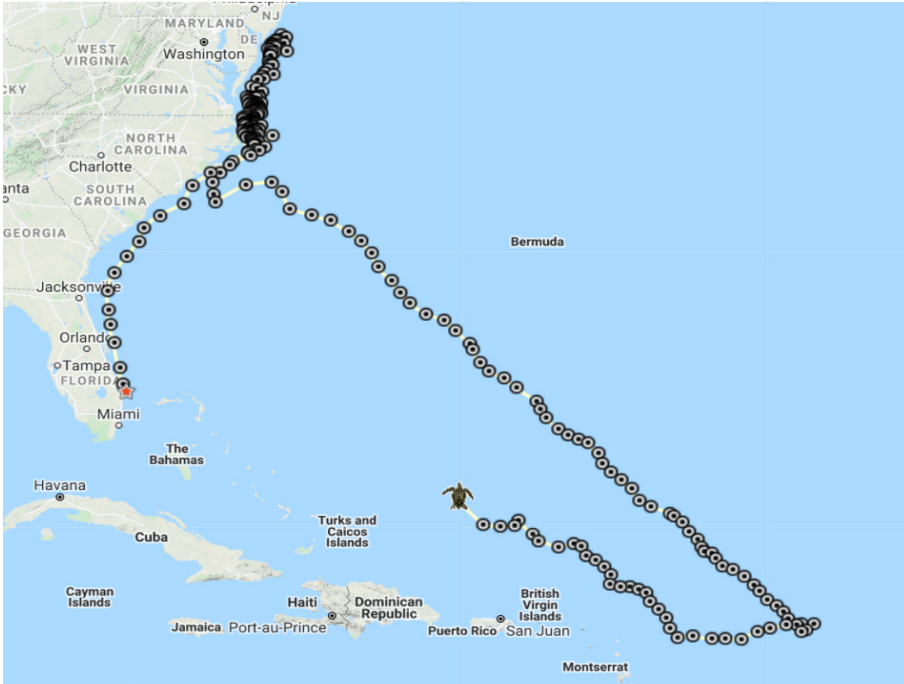 NJ
MARYLAND
DE
WEST
VIRGINIA
Washington
VIRGINIA
NORTH
CAROLINA
Charlotte
SOUTH
CAROLINA
GEORGIA
Bermuda
Jacksonville
Orlando
Tampa
FLORIDA
Miami
The
Bahamas
Havana
Turks and
Caicos
Islands
Cuba
Cayman
Islands
Haiti
Dominican
Republic
British
Virgin
Islands
Jamaica
Port-au-Prince
Puerto Rico
San Juan
Montserrat